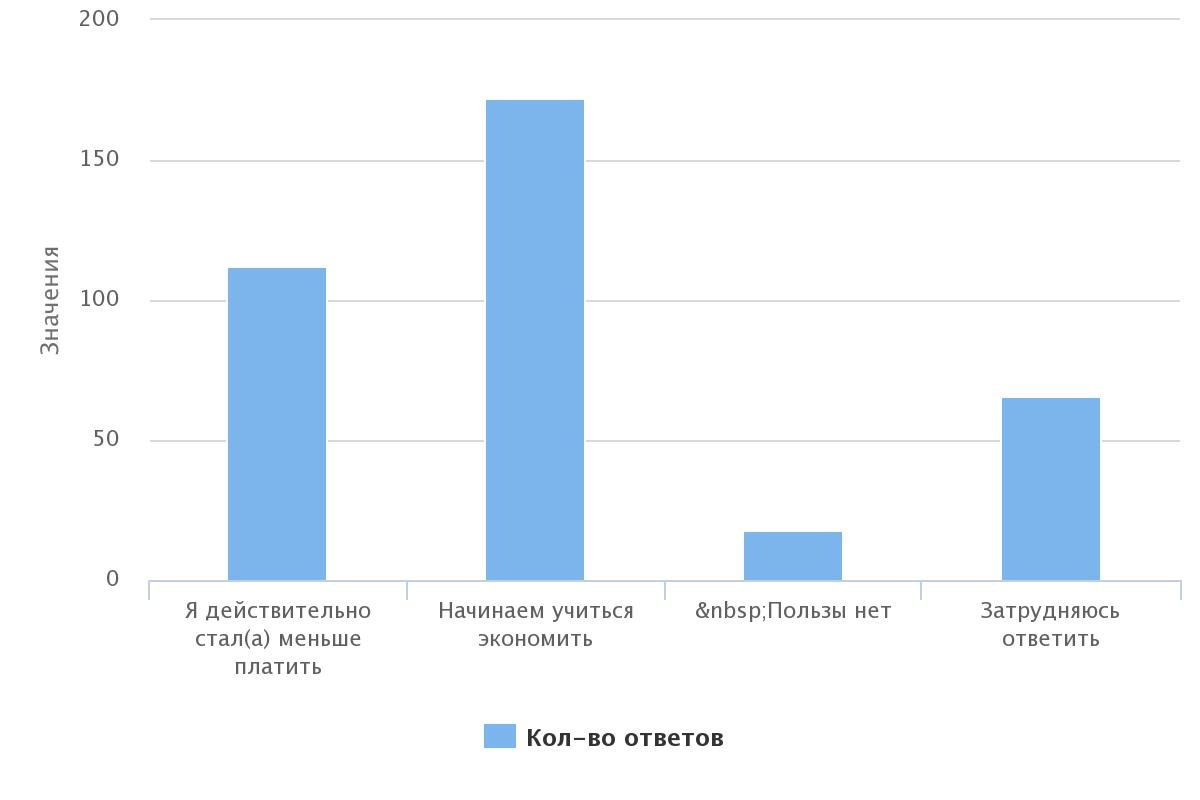 200
150
100
50
0
Значения
Я действительно
стал(а) меньше
платить
Начинаем учиться
экономить
&nbsp;Пользы нет
Затрудняюсь
ответить
Кол-во ответов